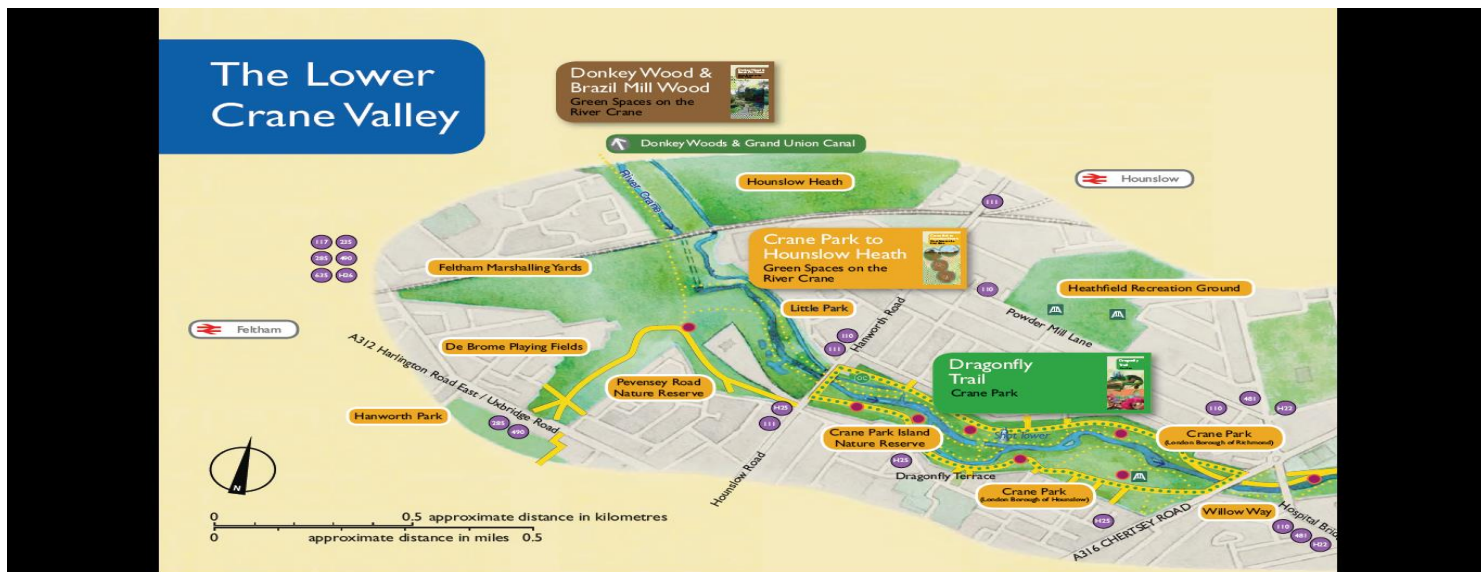 The Lower
Crane Valley
Donkey Wood &
Brazil Mill Wood
Green Spaces on the
River Crane
Donkey Woods & Grand Union Canal
River Crane
Hounslow Heath
Hounslow
111
117 235
285 490
635 H26
Feltham Marshalling Yards
Crane Park to
Hounslow Heath
Green Spaces on the
River Crane
110
Heathfield Recreation Ground
Little Park
Hanworth Road
Powder Mill Lane
Feltham
A312 Harlington Road East / Uxbridge Road
De Brome Playing Fields
110
111
Dragonfly
Trail
Crane Park
Pevensey Road
Nature Reserve
Hanworth Park
285
490
H25
111
Hounslow Road
Crane Park Island
Nature Reserve
Shot Tower
110
481
H22
Crane Park
(London Borough of Richmond)
H25
Dragonfly Terrace
Crane Park
(London Borough of Hounslow)
H25
A316 CHERTSEY ROAD
Willow Way
Hospital Brid
110
481
H22
N
0 0.5 approximate distance in kilometres
0 approximate distance in miles 0.5